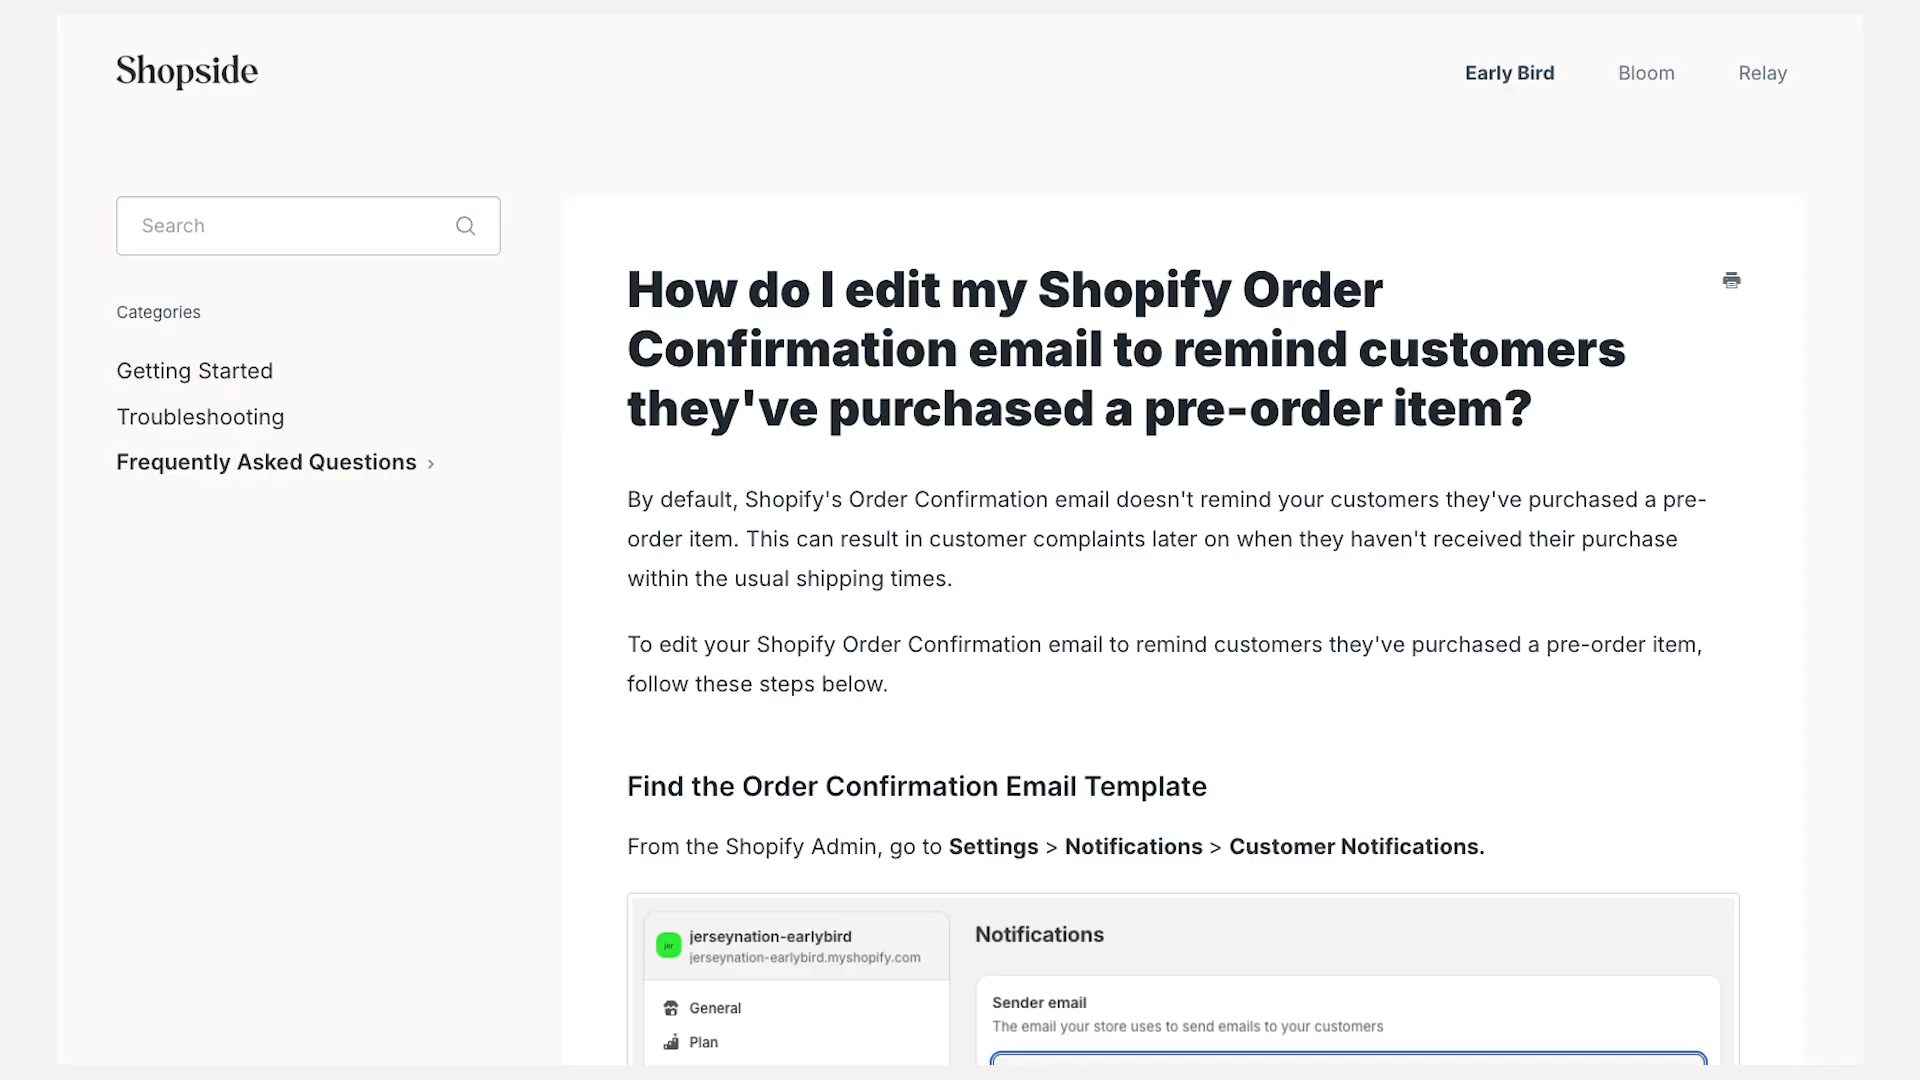 Shopside
Early Bird
Bloom
Relay
Search
Categories
Getting Started
Troubleshooting
Frequently Asked Questions
How do I edit my Shopify Order
Confirmation email to remind customers
they've purchased a pre-order item?
By default, Shopify's Order Confirmation email doesn't remind your customers they've purchased a pre-
order item. This can result in customer complaints later on when they haven't received their purchase
within the usual shipping times.
To edit your Shopify Order Confirmation email to remind customers they've purchased a pre-order item,
follow these steps below.
Find the Order Confirmation Email Template
From the Shopify Admin, go to Settings > Notifications > Customer Notifications.
jer
jerseynation-earlybird
jerseynation-earlybird.myshopify.com
General
Plan
Notifications
Sender email
The email your store uses to send emails to your customers